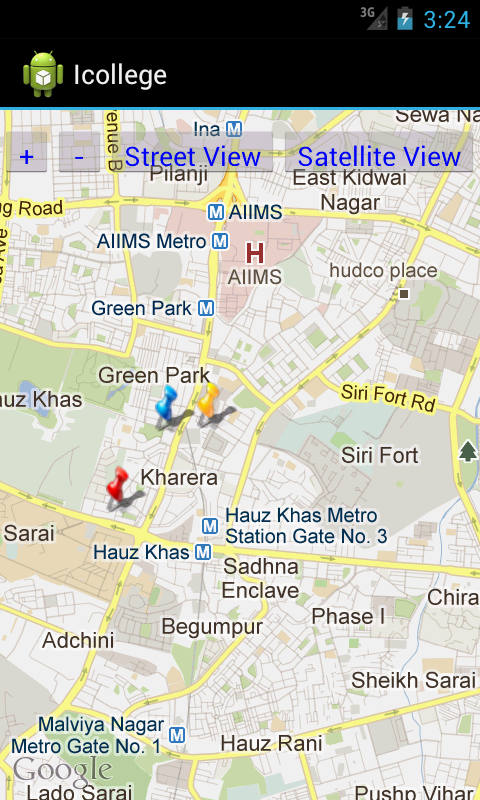 3G 3:24
Icollege
Sewa Na
Ina M
enue B
+ - Street View Satellite View
Pilanji
East Kidwai
Nagar
g Road
M AIIMS
AIIMS Metro M
H
AIIMS
hudco place
Green Park M
Green Park
auz Khas
Siri Fort Rd
Siri Fort
Kharera
Hauz Khas Metro
M Station Gate No. 3
Sarai
Hauz Khas M
Sadhna
Enclave
Chira
Phase I
Begumpur
Adchini
Sheikh Sarai
Malviya Nagar
Metro Gate No. 1 M
Hauz Rani
Google
Lado Sarai
Pushp Vihar